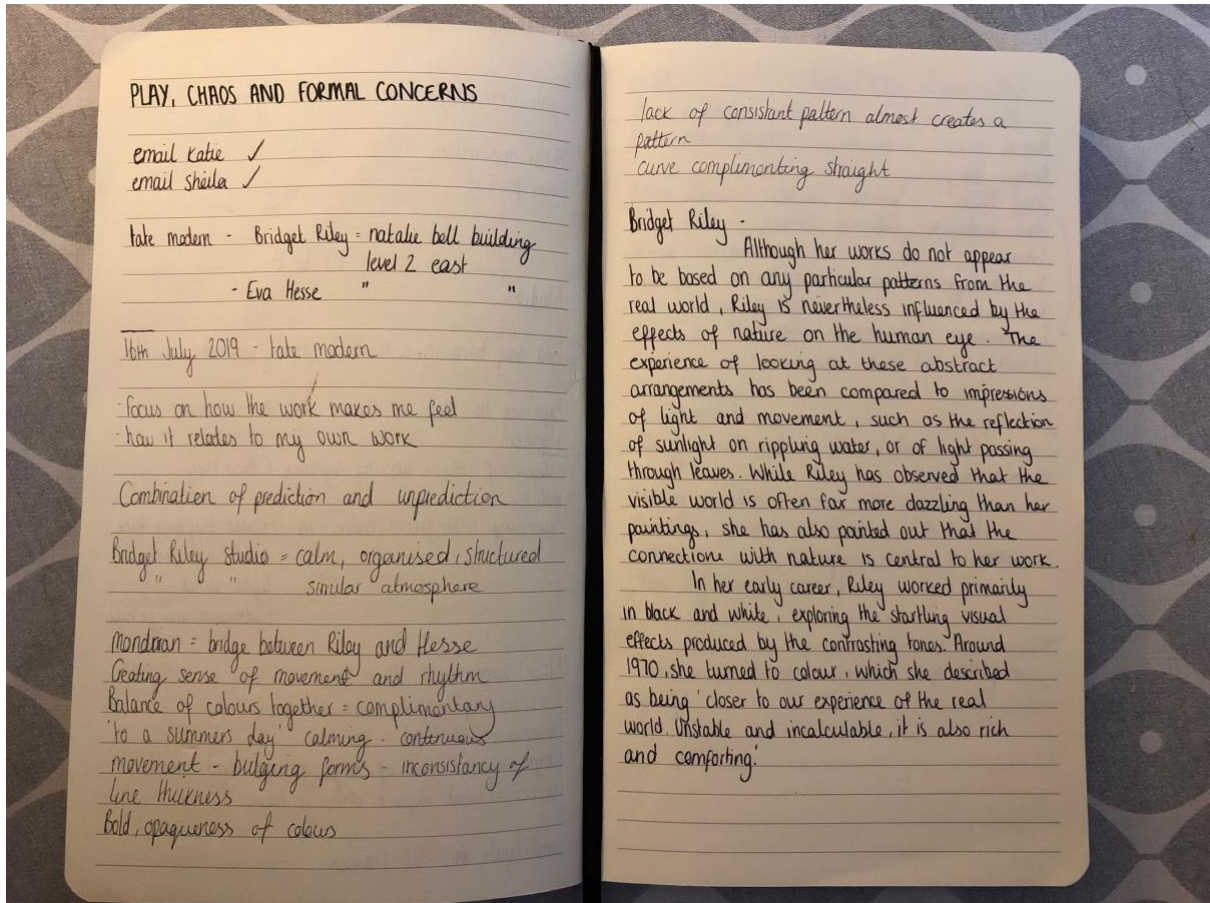 PLAY, CHAOS AND FORMAL CONCERNS
email Katie ✓
email Sheila ✓
tate modern - Bridget Riley = natalie bell building
level 2 east
- Eva Hesse " "
16th July 2019 - tate modern
- focus on how the work makes me feel
- how it relates to my own work
Combination of prediction and unprediction
Bridget Riley studio = calm, organised, structured
" " similar atmosphere
Mondrian = bridge between Riley and Hesse
Creating sense of movement and rhythm
Balance of colours together = complimentary
'to a summers day' calming - continuous
movement - bulging forms - inconsistancy of
line thickness
Bold, opaqueness of colours
lack of consistant pattern almost creates a
pattern
curve complimenting straight
Bridget Riley -
Although her works do not appear
to be based on any particular patterns from the
real world, Riley is nevertheless influenced by the
effects of nature on the human eye. The
experience of looking at these abstract
arrangements has been compared to impressions
of light and movement, such as the reflection
of sunlight on rippling water, or of light passing
through leaves. While Riley has observed that the
visible world is often far more dazzling than her
paintings, she has also pointed out that the
connection with nature is central to her work.
In her early career, Riley worked primarily
in black and white, exploring the startling visual
effects produced by the contrasting tones. Around
1970, she turned to colour, which she described
as being 'closer to our experience of the real
world. Unstable and incalculable, it is also rich
and comforting.'